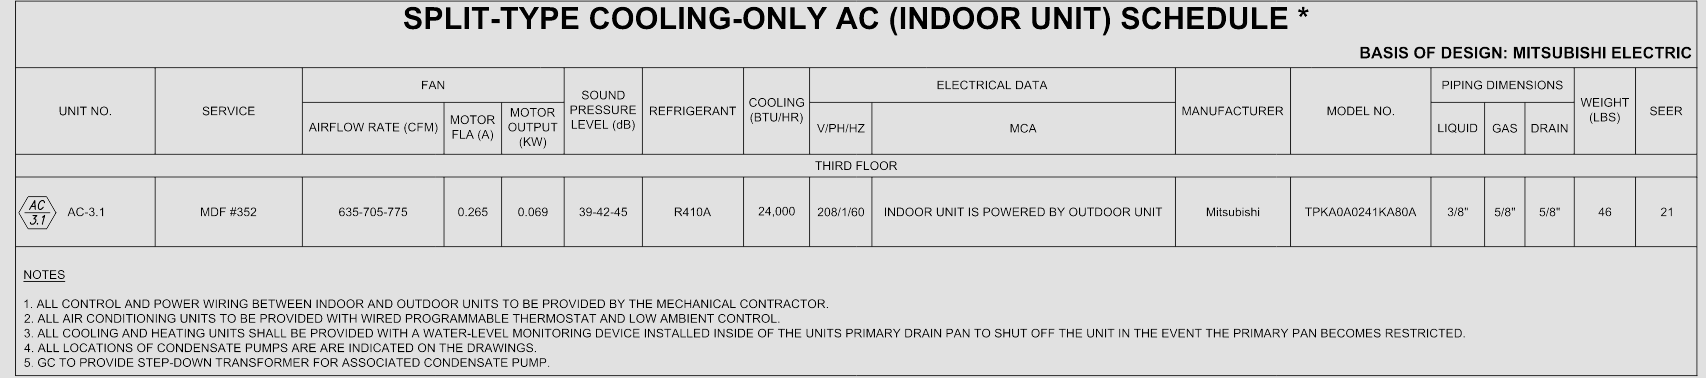 SPLIT-TYPE COOLING-ONLY AC (INDOOR UNIT) SCHEDULE *
BASIS OF DESIGN: MITSUBISHI ELECTRIC
UNIT NO.
SERVICE
FAN
AIRFLOW RATE (CFM)
MOTOR
FLA (A)
MOTOR
OUTPUT
(KW)
SOUND
PRESSURE
LEVEL (dB)
REFRIGERANT
COOLING
(BTU/HR)
ELECTRICAL DATA
V/PH/HZ
MCA
MANUFACTURER
MODEL NO.
PIPING DIMENSIONS
LIQUID
GAS
DRAIN
WEIGHT
(LBS)
SEER
THIRD FLOOR
AC
3.1
AC-3.1
MDF #352
635-705-775
0.265
0.069
39-42-45
R410A
24,000
208/1/60
INDOOR UNIT IS POWERED BY OUTDOOR UNIT
Mitsubishi
TPKA0A0241KA80A
3/8"
5/8"
5/8"
46
21
NOTES
1. ALL CONTROL AND POWER WIRING BETWEEN INDOOR AND OUTDOOR UNITS TO BE PROVIDED BY THE MECHANICAL CONTRACTOR.
2. ALL AIR CONDITIONING UNITS TO BE PROVIDED WITH WIRED PROGRAMMABLE THERMOSTAT AND LOW AMBIENT CONTROL.
3. ALL COOLING AND HEATING UNITS SHALL BE PROVIDED WITH A WATER-LEVEL MONITORING DEVICE INSTALLED INSIDE OF THE UNITS PRIMARY DRAIN PAN TO SHUT OFF THE UNIT IN THE EVENT THE PRIMARY PAN BECOMES RESTRICTED.
4. ALL LOCATIONS OF CONDENSATE PUMPS ARE ARE INDICATED ON THE DRAWINGS.
5. GC TO PROVIDE STEP-DOWN TRANSFORMER FOR ASSOCIATED CONDENSATE PUMP.